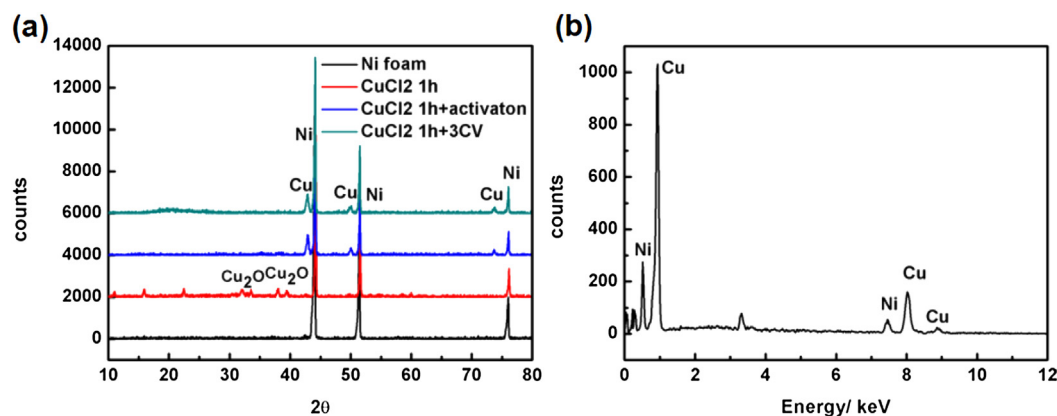 (a)
14000
12000
10000
8000
6000
4000
2000
0
counts
Ni foam
CuCl2 1h
CuCl2 1h+activaton
CuCl2 1h+3CV
Ni
Cu
Cu
Ni
Cu
Ni
Cu2O Cu2O
10 20 30 40 50 60 70 80
2θ
(b)
1000
800
600
400
200
0
counts
Cu
Ni
Ni
Cu
Cu
0 2 4 6 8 10 12
Energy/ keV